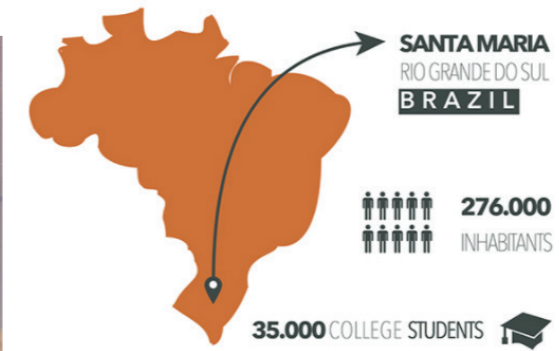 SANTA MARIA
RIO GRANDE DO SUL
BRAZIL
276.000
INHABITANTS
35.000 COLLEGE STUDENTS